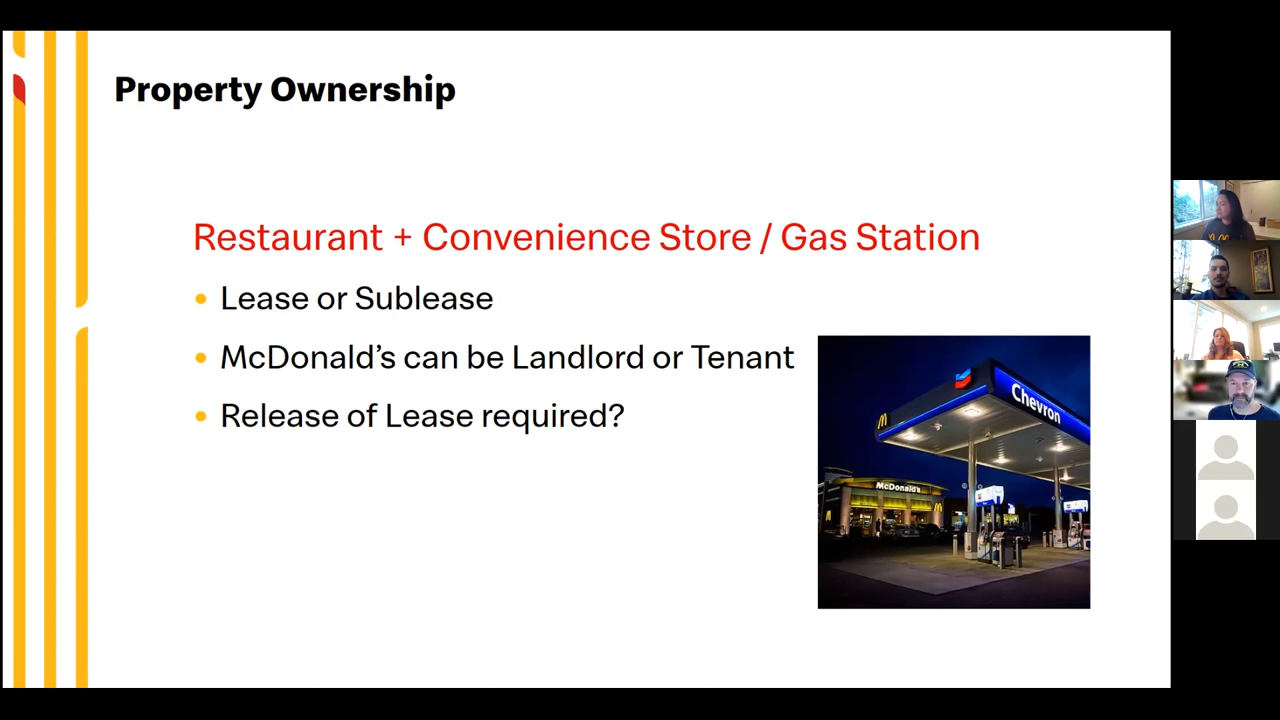 Property Ownership
Restaurant + Convenience Store / Gas Station
Lease or Sublease
McDonald's can be Landlord or Tenant
Release of Lease required?
Chevron
McDonald's